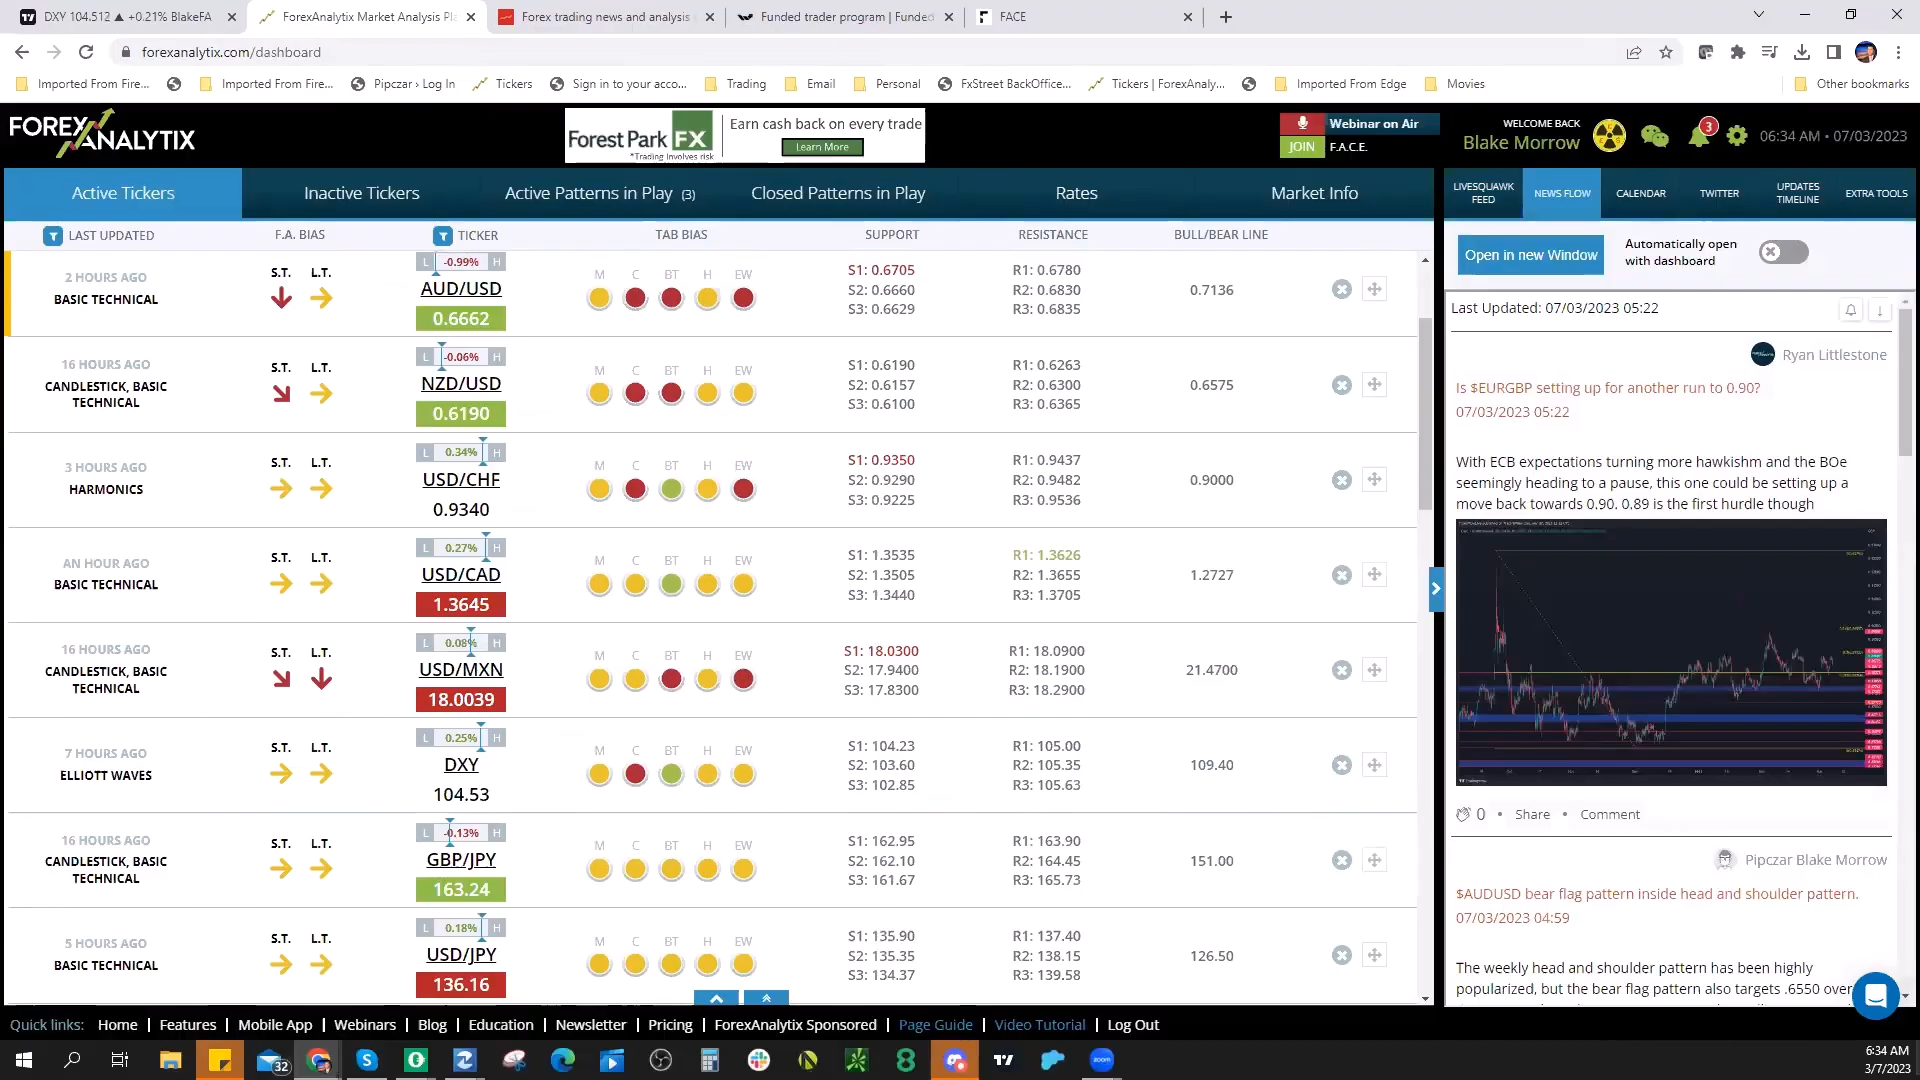 DXY 104.512 ▲ +0.21% BlakeFA
ForexAnalytix Market Analysis Pla
Forex trading news and analysis
Funded trader program | Funded
FACE
forexanalytix.com/dashboard
Imported From Fire...
Imported From Fire...
Pipczar › Log In
Tickers
Sign in to your acco...
Trading
Email
Personal
FxStreet BackOffice...
Tickers | ForexAnaly...
Imported From Edge
Movies
Other bookmarks
FOREX
ANALYTIX
Forest Park FX
*Trading involves risk
Earn cash back on every trade
Learn More
Webinar on Air
JOIN F.A.C.E.
WELCOME BACK
Blake Morrow
3
06:34 AM • 07/03/2023
Active Tickers
Inactive Tickers
Active Patterns in Play (3)
Closed Patterns in Play
Rates
Market Info
LIVESQUAWK
FEED
NEWS FLOW
CALENDAR
TWITTER
UPDATES
TIMELINE
EXTRA TOOLS
LAST UPDATED
F.A. BIAS
TICKER
TAB BIAS
SUPPORT
RESISTANCE
BULL/BEAR LINE
2 HOURS AGO
BASIC TECHNICAL
S.T. L.T.
L -0.99% H
AUD/USD
0.6662
M C BT H EW
S1: 0.6705
S2: 0.6660
S3: 0.6629
R1: 0.6780
R2: 0.6830
R3: 0.6835
0.7136
16 HOURS AGO
CANDLESTICK, BASIC
TECHNICAL
S.T. L.T.
L -0.06% H
NZD/USD
0.6190
M C BT H EW
S1: 0.6190
S2: 0.6157
S3: 0.6100
R1: 0.6263
R2: 0.6300
R3: 0.6365
0.6575
3 HOURS AGO
HARMONICS
S.T. L.T.
L 0.34% H
USD/CHF
0.9340
M C BT H EW
S1: 0.9350
S2: 0.9290
S3: 0.9225
R1: 0.9437
R2: 0.9482
R3: 0.9536
0.9000
AN HOUR AGO
BASIC TECHNICAL
S.T. L.T.
L 0.27% H
USD/CAD
1.3645
M C BT H EW
S1: 1.3535
S2: 1.3505
S3: 1.3440
R1: 1.3626
R2: 1.3655
R3: 1.3705
1.2727
16 HOURS AGO
CANDLESTICK, BASIC
TECHNICAL
S.T. L.T.
L 0.08% H
USD/MXN
18.0039
M C BT H EW
S1: 18.0300
S2: 17.9400
S3: 17.8300
R1: 18.0900
R2: 18.1900
R3: 18.2900
21.4700
7 HOURS AGO
ELLIOTT WAVES
S.T. L.T.
L 0.25% H
DXY
104.53
M C BT H EW
S1: 104.23
S2: 103.60
S3: 102.85
R1: 105.00
R2: 105.35
R3: 105.63
109.40
16 HOURS AGO
CANDLESTICK, BASIC
TECHNICAL
S.T. L.T.
L -0.13% H
GBP/JPY
163.24
M C BT H EW
S1: 162.95
S2: 162.10
S3: 161.67
R1: 163.90
R2: 164.45
R3: 165.73
151.00
5 HOURS AGO
BASIC TECHNICAL
S.T. L.T.
L 0.18% H
USD/JPY
136.16
M C BT H EW
S1: 135.90
S2: 135.35
S3: 134.37
R1: 137.40
R2: 138.15
R3: 139.58
126.50
Open in new Window
Automatically open
with dashboard
Last Updated: 07/03/2023 05:22
Ryan Littlestone
Is $EURGBP setting up for another run to 0.90?
07/03/2023 05:22
With ECB expectations turning more hawkishm and the BOe
seemingly heading to a pause, this one could be setting up a
move back towards 0.90. 0.89 is the first hurdle though
0 • Share • Comment
Pipczar Blake Morrow
$AUDUSD bear flag pattern inside head and shoulder pattern.
07/03/2023 04:59
The weekly head and shoulder pattern has been highly
popularized, but the bear flag pattern also targets .6550 over
Quick links: Home | Features | Mobile App | Webinars | Blog | Education | Newsletter | Pricing | ForexAnalytix Sponsored | Page Guide | Video Tutorial | Log Out
32
zoom
6:34 AM
3/7/2023